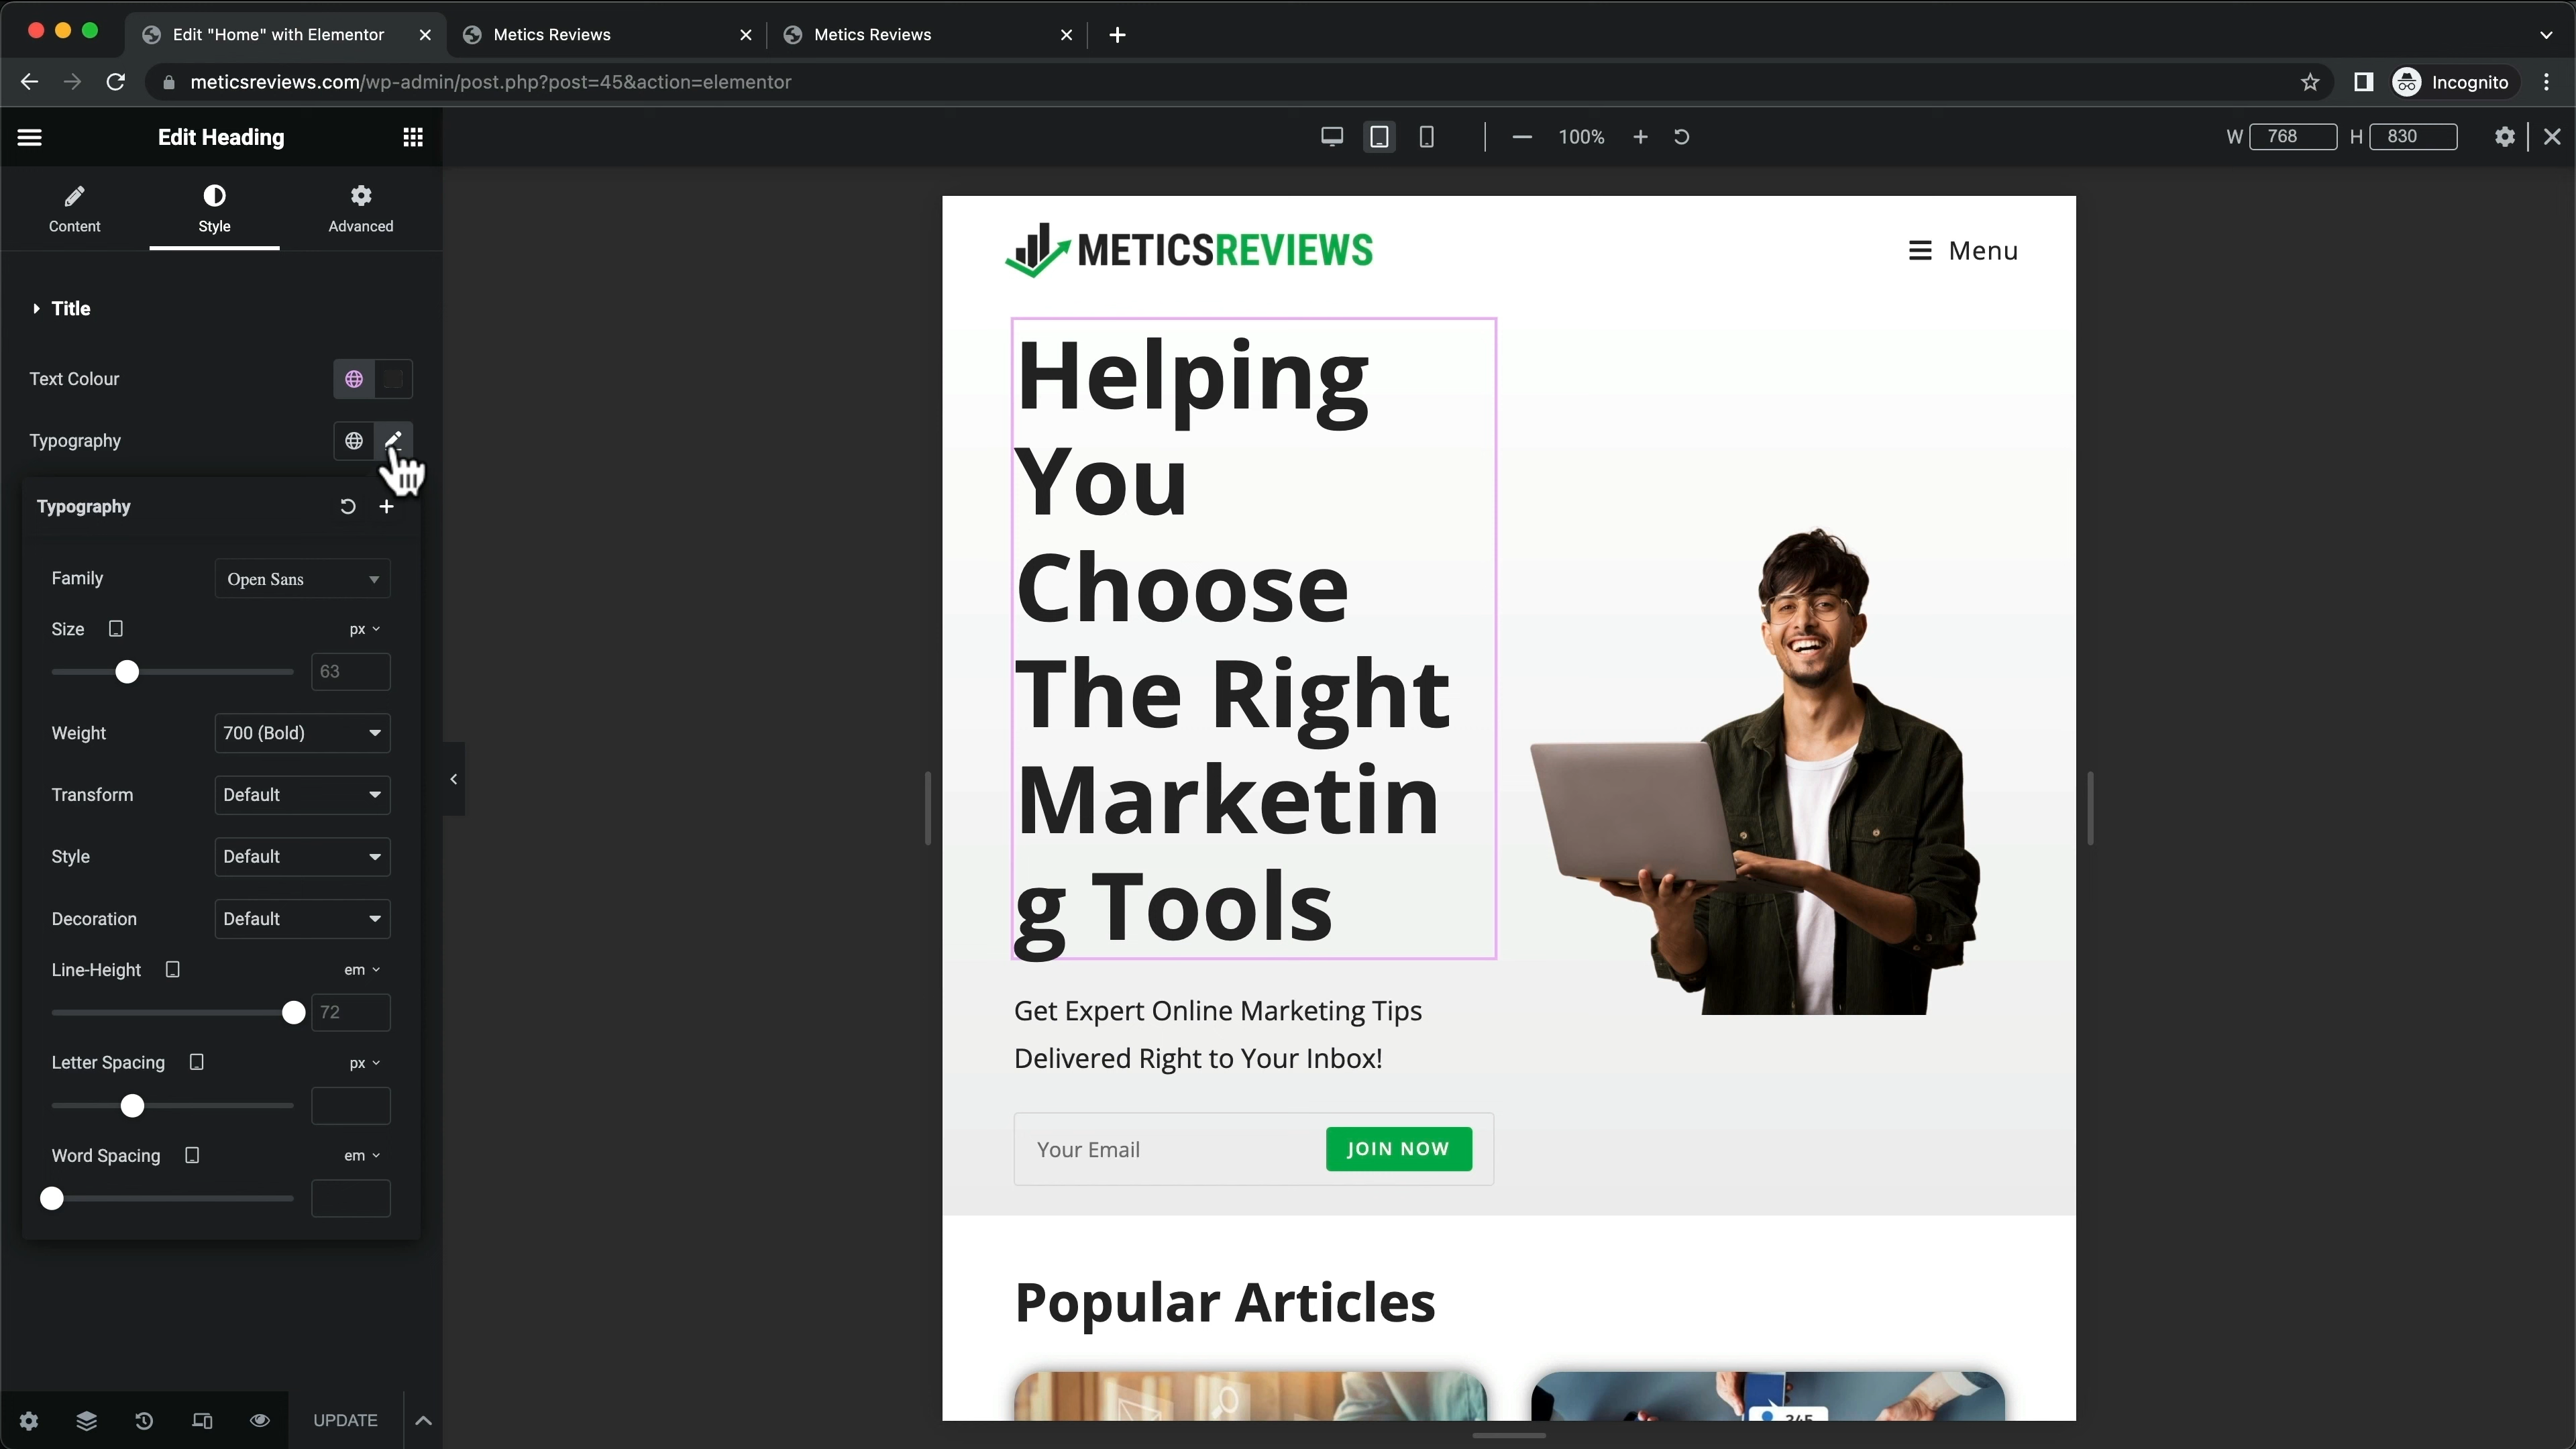 Edit "Home" with Elementor
Metics Reviews
Metics Reviews
meticsreviews.com/wp-admin/post.php?post=45&action=elementor
Incognito
Edit Heading
100%
W 768 H 830
Content
Style
Advanced
Title
Text Colour
Typography
Typography
Family
Open Sans
Size
px
63
Weight
700 (Bold)
Transform
Default
Style
Default
Decoration
Default
Line-Height
em
72
Letter Spacing
px
Word Spacing
em
UPDATE
METICSREVIEWS
Menu
Helping
You
Choose
The Right
Marketin
g Tools
Get Expert Online Marketing Tips
Delivered Right to Your Inbox!
Your Email
JOIN NOW
Popular Articles
345